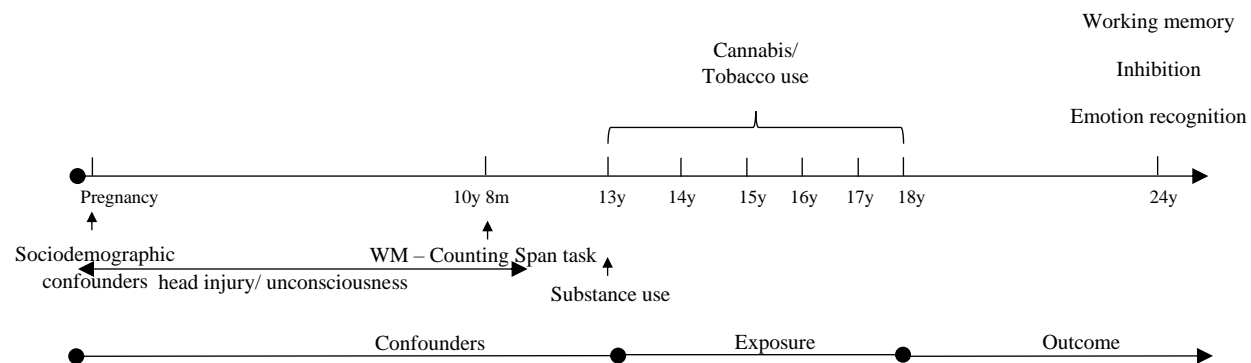 Working memory
Cannabis/
Tobacco use
Inhibition
Emotion recognition
Pregnancy
10y 8m
13y
14y
15y
16y
17y
18y
24y
Sociodemographic
confounders
WM – Counting Span task
head injury/ unconsciousness
Substance use
Confounders
Exposure
Outcome